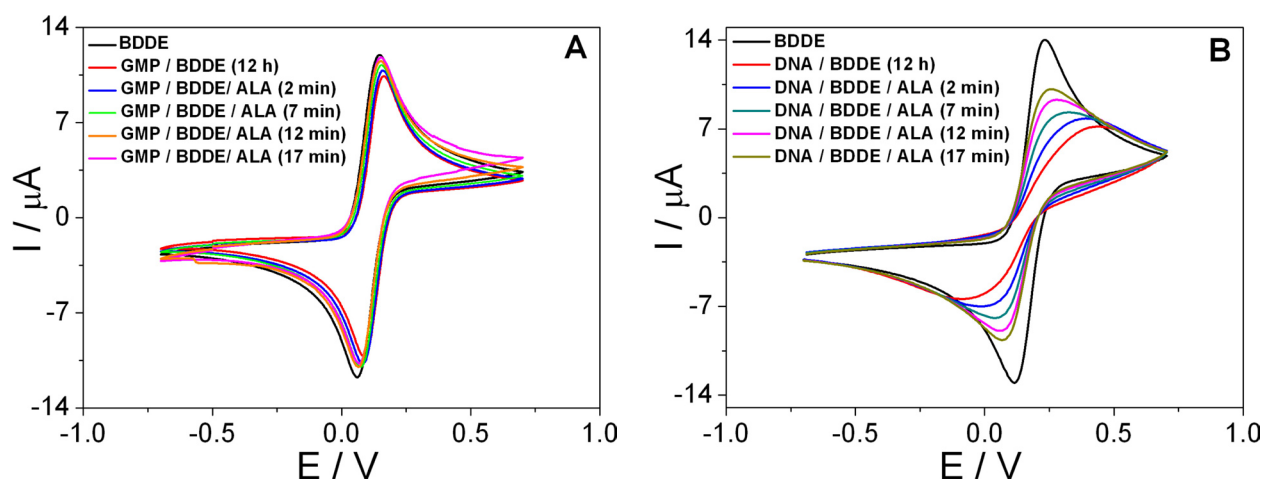 A
BDDE
GMP / BDDE (12 h)
GMP / BDDE/ ALA (2 min)
GMP / BDDE / ALA (7 min)
GMP / BDDE/ ALA (12 min)
GMP / BDDE/ ALA (17 min)
14
7
0
-7
-14
I / µA
-1.0 -0.5 0.0 0.5 1.0
E / V
B
BDDE
DNA / BDDE (12 h)
DNA / BDDE / ALA (2 min)
DNA / BDDE / ALA (7 min)
DNA / BDDE / ALA (12 min)
DNA / BDDE / ALA (17 min)
14
7
0
-7
-14
I / µA
-1.0 -0.5 0.0 0.5 1.0
E / V